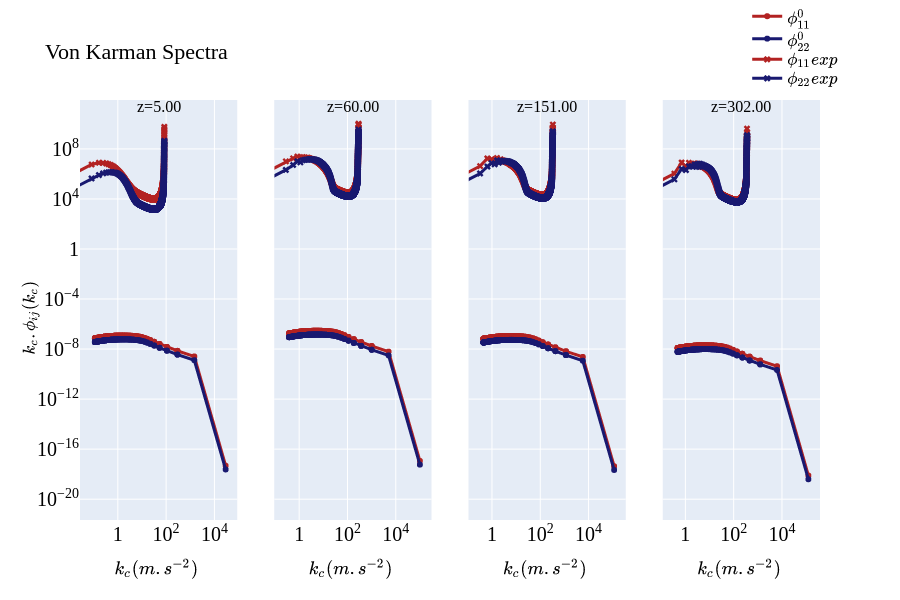 ϕ⁰₁₁
ϕ⁰₂₂
Von Karman Spectra
ϕ₁₁exp
ϕ₂₂exp
z=5.00 z=60.00 z=151.00 z=302.00
10⁸
10⁴
1
10⁻⁴
10⁻⁸
10⁻¹²
10⁻¹⁶
10⁻²⁰
k_c.ϕ_ij(k_c)
1 10² 10⁴ 1 10² 10⁴ 1 10² 10⁴ 1 10² 10⁴
k_c(m.s⁻²) k_c(m.s⁻²) k_c(m.s⁻²) k_c(m.s⁻²)